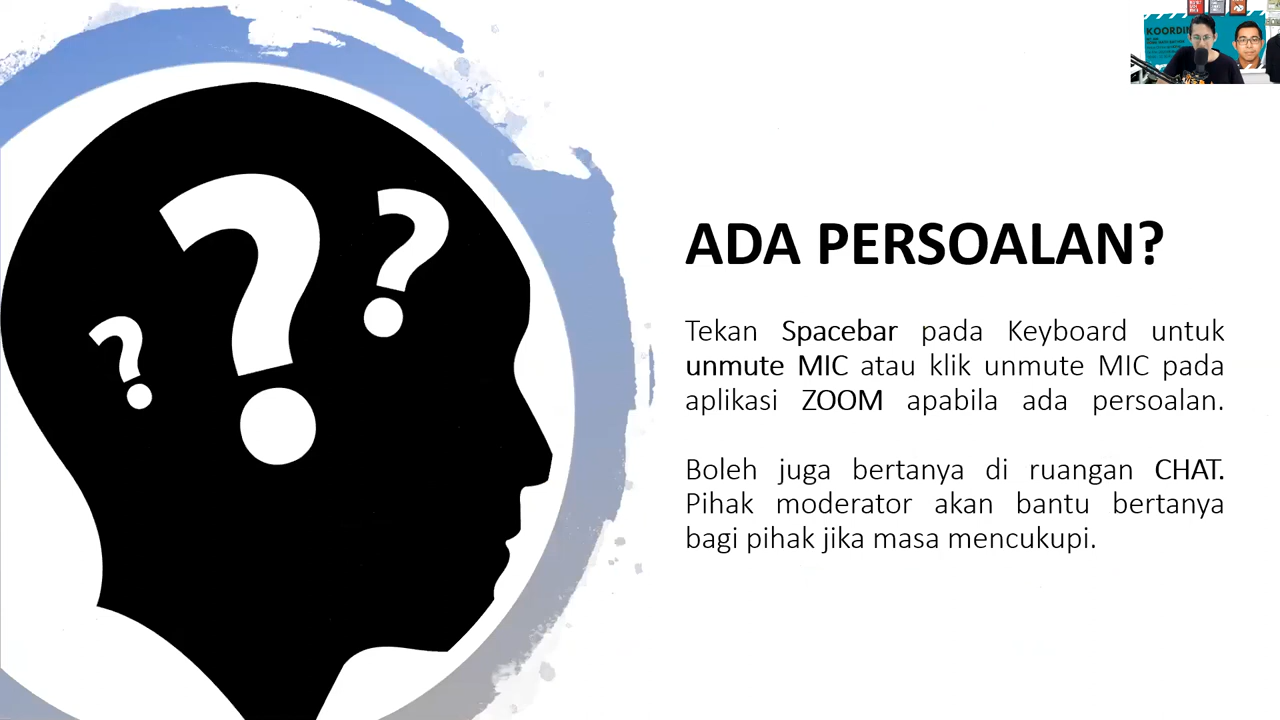 KOORDIN
ADA PERSOALAN?
Tekan Spacebar pada Keyboard untuk
unmute MIC atau klik unmute MIC pada
aplikasi ZOOM apabila ada persoalan.
Boleh juga bertanya di ruangan CHAT.
Pihak moderator akan bantu bertanya
bagi pihak jika masa mencukupi.